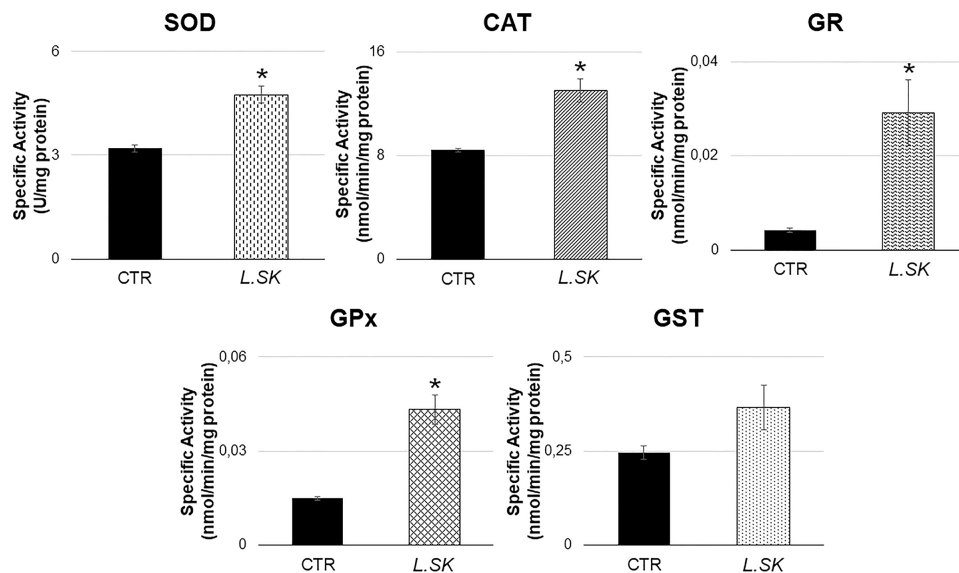 SOD
CAT
GR
Specific Activity
(U/mg protein)
6
3
0
*
CTR
L.SK
Specific Activity
(nmol/min/mg protein)
16
8
0
*
CTR
L.SK
Specific Activity
(nmol/min/mg protein)
0,04
0,02
0
*
CTR
L.SK
GPx
GST
Specific Activity
(nmol/min/mg protein)
0,06
0,03
0
*
CTR
L.SK
Specific Activity
(nmol/min/mg protein)
0,5
0,25
0
CTR
L.SK